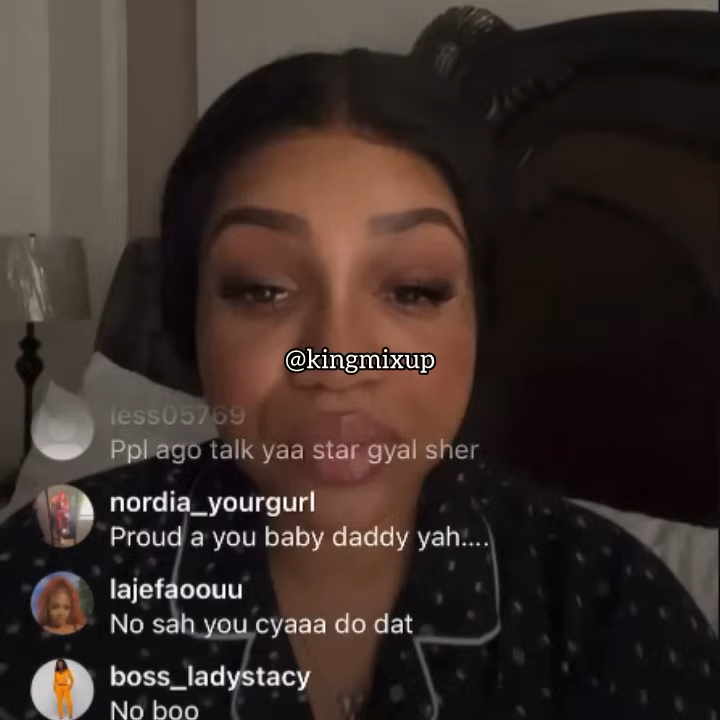 @kingmixup
less05769
Ppl ago talk yaa star gyal sher
nordia_yourgurl
Proud a you baby daddy yah....
lajefaoouu
No sah you cyaaa do dat
boss_ladystacy
No boo